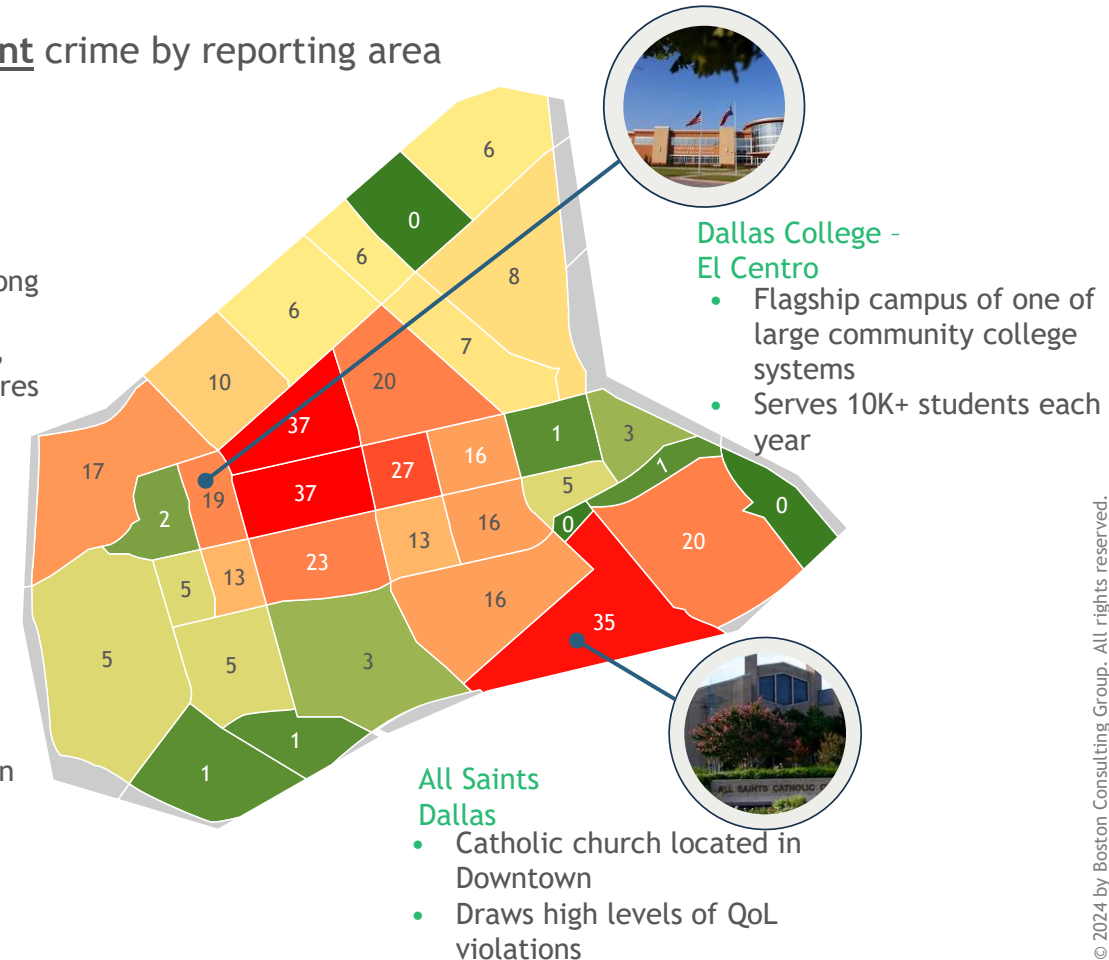 nt crime by reporting area
6
0
6
8
6
7
10
20
37
1
3
17
27
16
1
37
5
19
0
2
0
16
13
20
23
13
5
16
35
5
5
3
1
1
ong
,
res
n
Dallas College –
El Centro
• Flagship campus of one of
large community college
systems
• Serves 10K+ students each
year
All Saints
Dallas
• Catholic church located in
Downtown
• Draws high levels of QoL
violations
ALL SAINTS CATHOLIC C
© 2024 by Boston Consulting Group. All rights reserved.